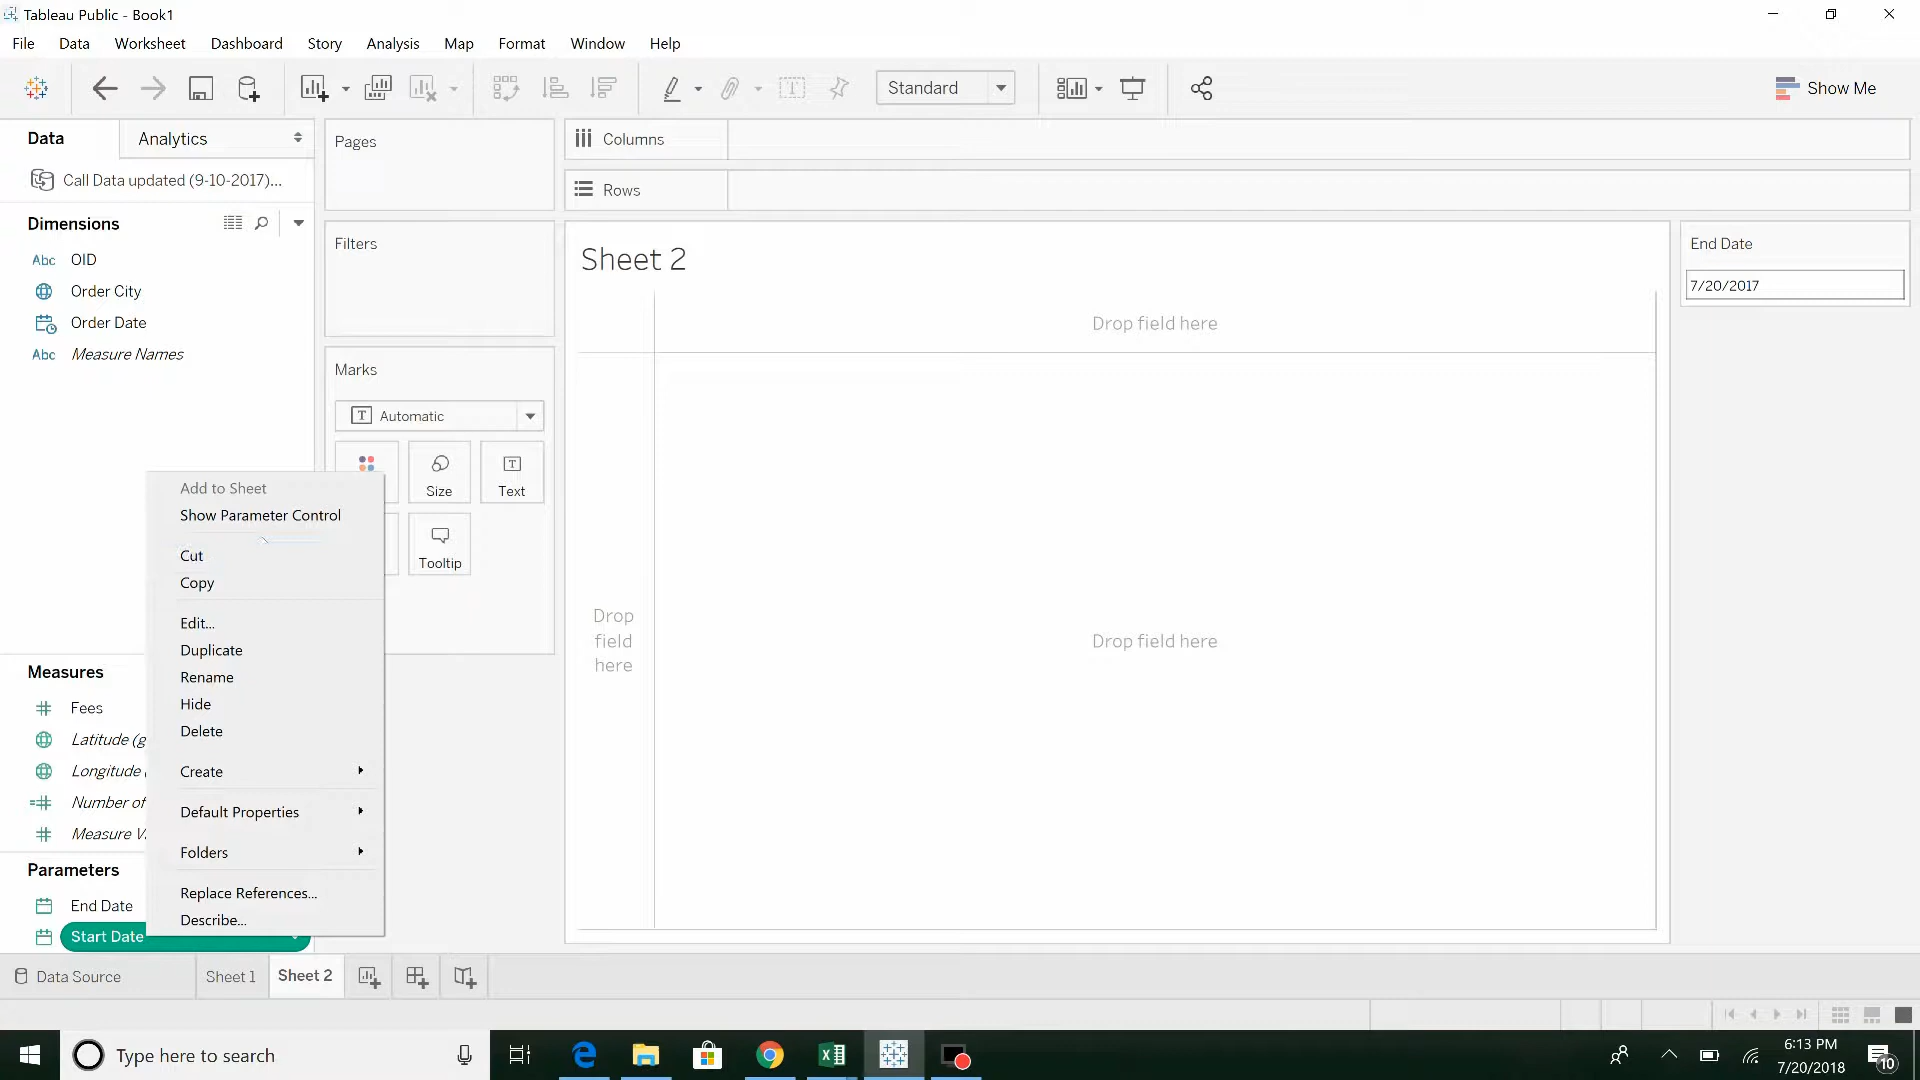 Tableau Public - Book1
File Data Worksheet Dashboard Story Analysis Map Format Window Help
Standard
Show Me
Data Analytics
Pages
Columns
Call Data updated (9-10-2017)...
Rows
Dimensions
Filters
Sheet 2
End Date
7/20/2017
Abc OID
Order City
Order Date
Abc Measure Names
Drop field here
Marks
Automatic
Size
Text
Tooltip
Add to Sheet
Show Parameter Control
Cut
Copy
Edit...
Duplicate
Rename
Hide
Delete
Create
Default Properties
Folders
Replace References...
Describe...
Drop
field
here
Drop field here
Measures
Fees
Latitude (g
Longitude (
Number of
Measure V
Parameters
End Date
Start Date
Data Source Sheet 1 Sheet 2
Type here to search
6:13 PM
7/20/2018
10